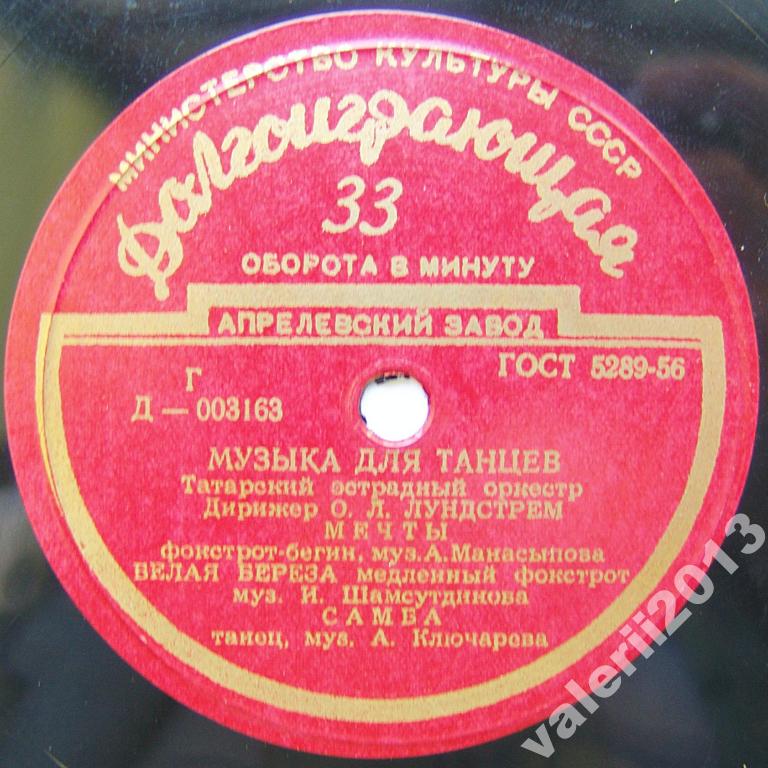 МИНИСТЕРСТВО КУЛЬТУРЫ СССР
Долгоиграющая
33
ОБОРОТА В МИНУТУ
АПРЕЛЕВСКИЙ ЗАВОД
ГОСТ 5289-56
Г
Д — 003163
МУЗЫКА ДЛЯ ТАНЦЕВ
Татарский эстрадный оркестр
Дирижер О. Л. ЛУНДСТРЕМ
МЕЧТЫ
фокстрот-бегин, муз. А. Манасыпова
БЕЛАЯ БЕРЕЗА медленный фокстрот
муз. И. Шамсутдинова
САМБА
танец, муз. А. Ключарева
valerii2013